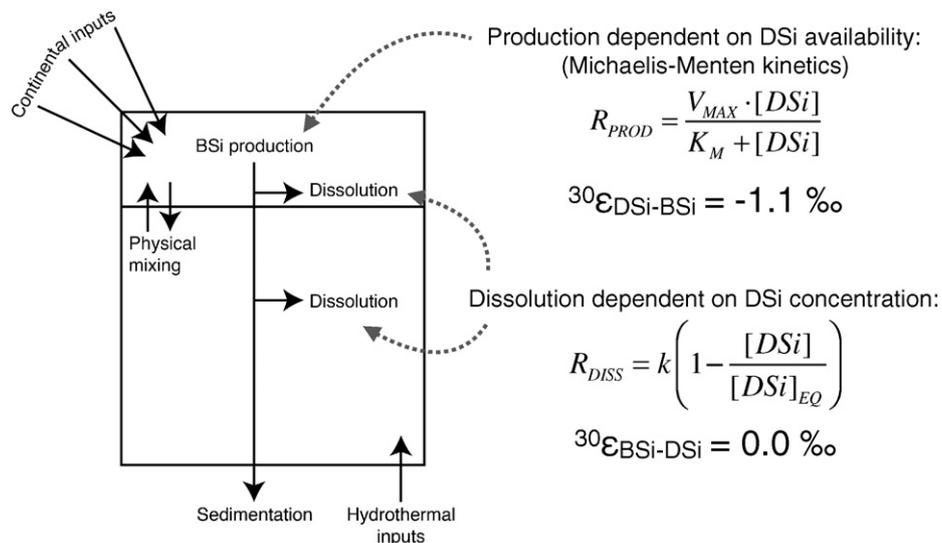 Continental inputs
BSi production
Dissolution
Physical
mixing
Dissolution
Sedimentation
Hydrothermal
inputs
Production dependent on DSi availability:
(Michaelis-Menten kinetics)
R_PROD = V_MAX · [DSi] / K_M + [DSi]
³⁰εDSi-BSi = -1.1 ‰
Dissolution dependent on DSi concentration:
R_DISS = k ( 1 − [DSi] / [DSi]_EQ )
³⁰εBSi-DSi = 0.0 ‰